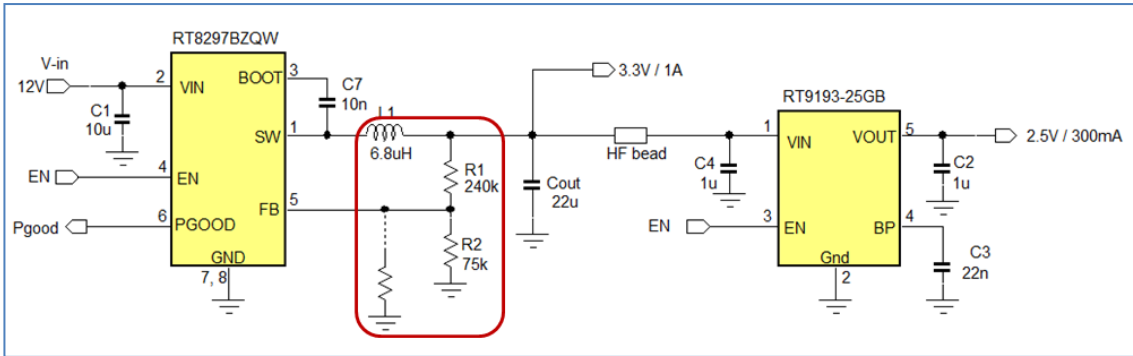 RT8297BZQW
V-in
12V
C1
10u
2
VIN
BOOT
3
C7
10n
SW
1
L1
6.8uH
4
EN
EN
FB
5
R1
240k
R2
75k
6
Pgood
PGOOD
GND
7, 8
3.3V / 1A
Cout
22u
HF bead
C4
1u
RT9193-25GB
1
VIN
VOUT
5
2.5V / 300mA
C2
1u
EN
3
EN
BP
4
Gnd
2
C3
22n